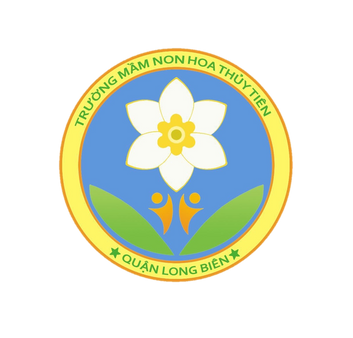 TRƯỜNG MẦM NON HOA THỦY TIÊN
QUẬN LONG BIÊN